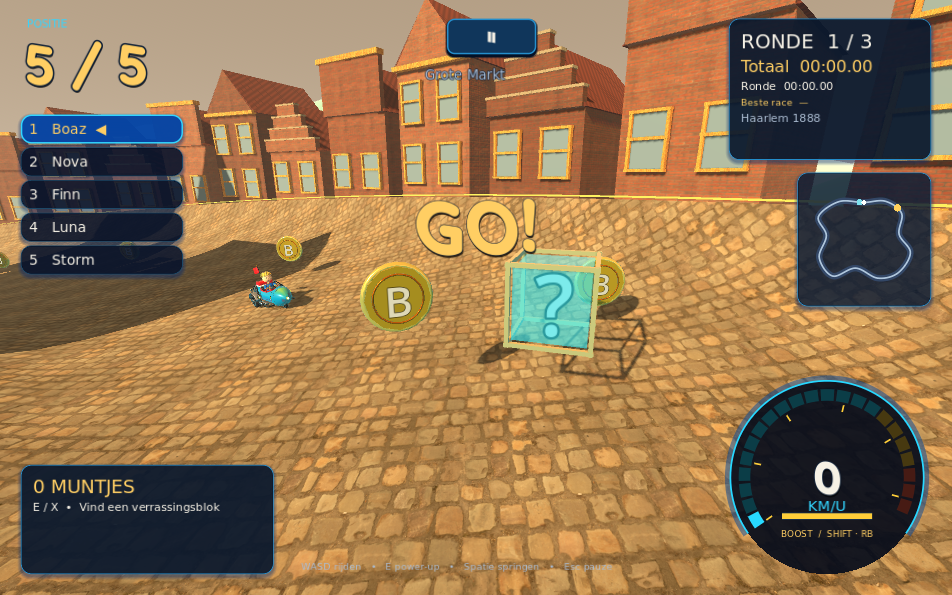 POSITIE
5 / 5
1 Boaz ◀
2 Nova
3 Finn
4 Luna
5 Storm
Grote Markt
GO!
B
B
?
B
RONDE 1 / 3
Totaal 00:00.00
Ronde 00:00.00
Beste race —
Haarlem 1888
0 MUNTJES
E / X • Vind een verrassingsblok
WASD rijden • E power-up • Spatie springen • Esc pauze
0
KM/U
BOOST / SHIFT · RB